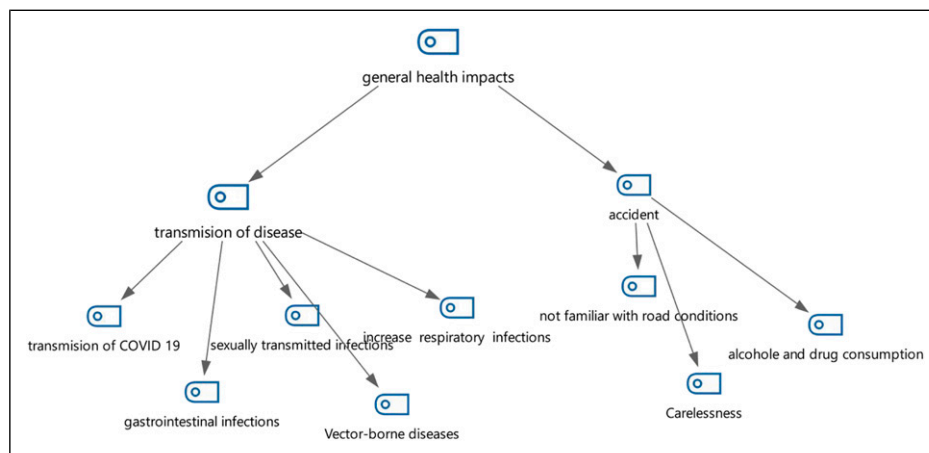 general health impacts
transmision of disease
accident
transmision of COVID 19
sexually transmitted infections
increase respiratory infections
not familiar with road conditions
alcohole and drug consumption
gastrointestinal infections
Vector-borne diseases
Carelessness